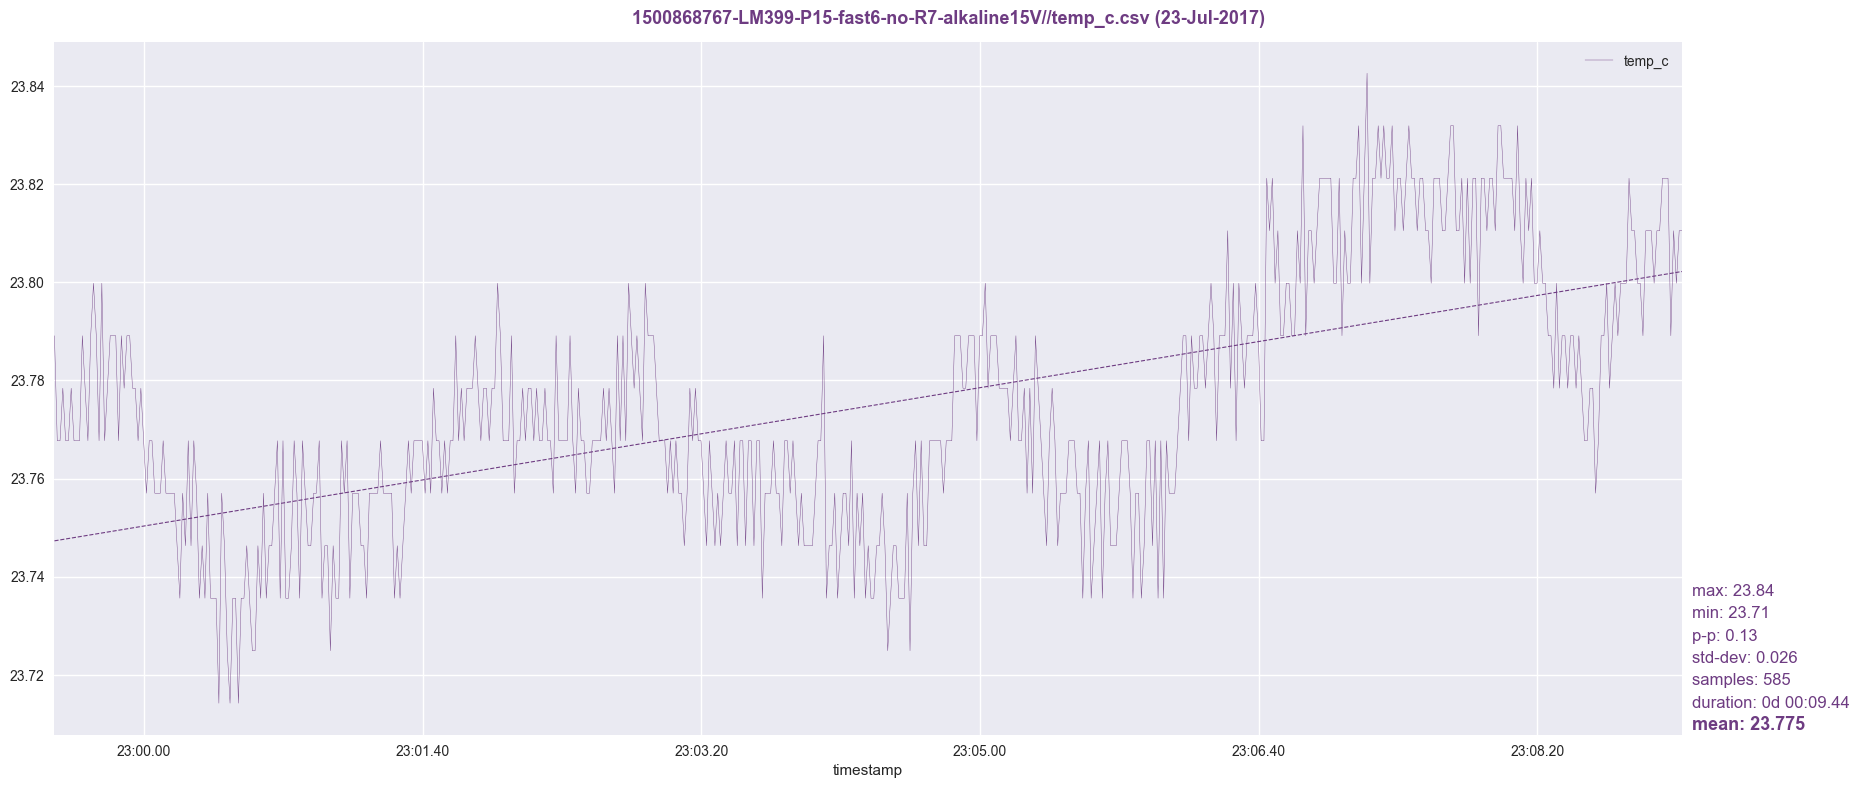 1500868767-LM399-P15-fast6-no-R7-alkaline15V//temp_c.csv (23-Jul-2017)
temp_c
23.84
23.82
23.80
23.78
23.76
23.74
23.72
max: 23.84
min: 23.71
p-p: 0.13
std-dev: 0.026
samples: 585
duration: 0d 00:09.44
mean: 23.775
23:00.00 23:01.40 23:03.20 23:05.00 23:06.40 23:08.20
timestamp